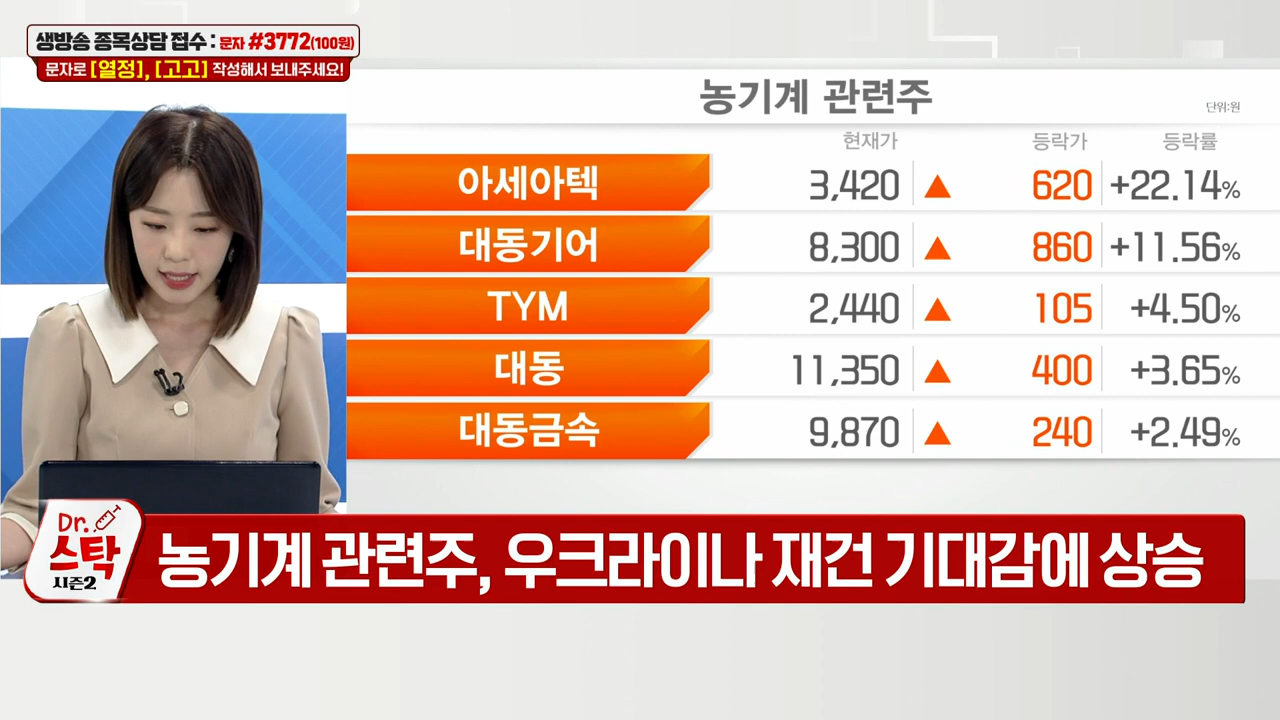 생방송 종목상담 접수 : 문자 #3772(100원)
문자로 [열정], [고고] 작성해서 보내주세요!
농기계 관련주
단위:원
현재가 등락가 등락률
아세아텍 3,420 ▲ 620 +22.14%
대동기어 8,300 ▲ 860 +11.56%
TYM 2,440 ▲ 105 +4.50%
대동 11,350 ▲ 400 +3.65%
대동금속 9,870 ▲ 240 +2.49%
Dr.
스탁
시즌2
농기계 관련주, 우크라이나 재건 기대감에 상승